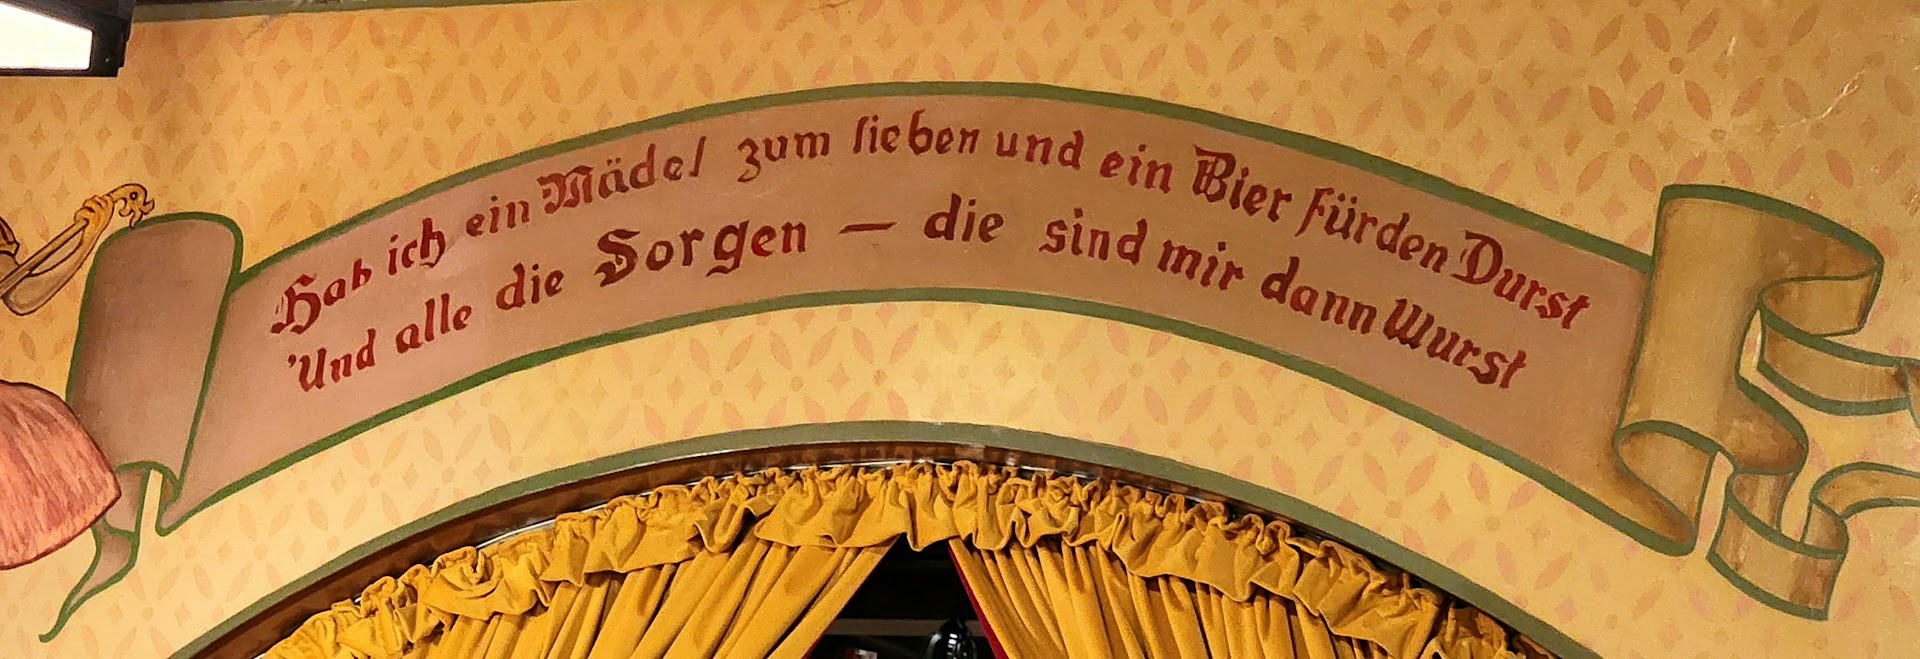 Hab ich ein Mädel zum lieben und ein Bier für den Durst
'Und alle die Sorgen — die sind mir dann Wurst